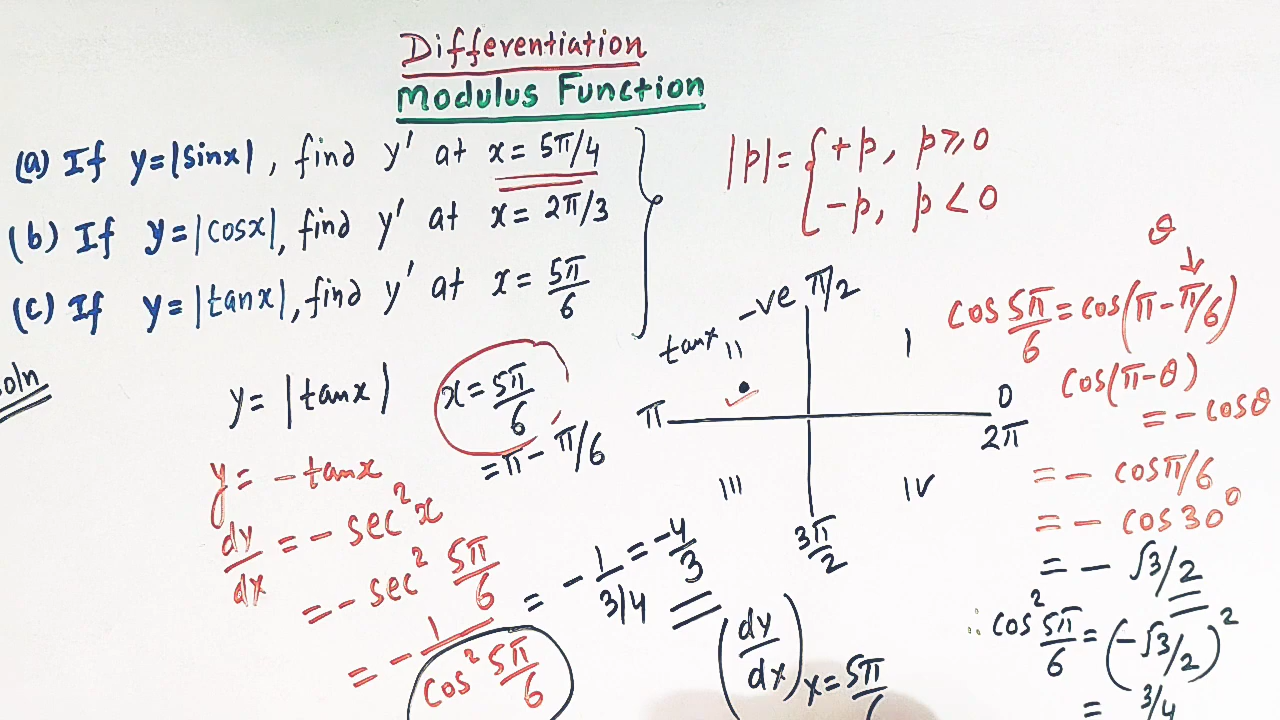 Differentiation
Modulus Function
(a) If y=|sinx|, find y' at x = 5π/4
(b) If y=|cosx|, find y' at x = 2π/3
(c) If y=|tanx|, find y' at x = 5π/6
|p| = { +p, p ≥ 0
-p, p < 0
soln
y = |tanx|
x = 5π/6
= π - π/6
y = - tanx
dy/dx = - sec²x
= - sec² 5π/6
= - 1/cos² 5π/6
= - 1/3/4 = -4/3
(dy/dx) x = 5π/6
-ve π/2
tanx II
I
π
0
2π
III
IV
3π/2
θ
↓
cos 5π/6 = cos(π - π/6)
cos(π-θ)
= - cosθ
= - cosπ/6
= - cos30°
= - √3/2
∴ cos² 5π/6 = (-√3/2)²
= 3/4